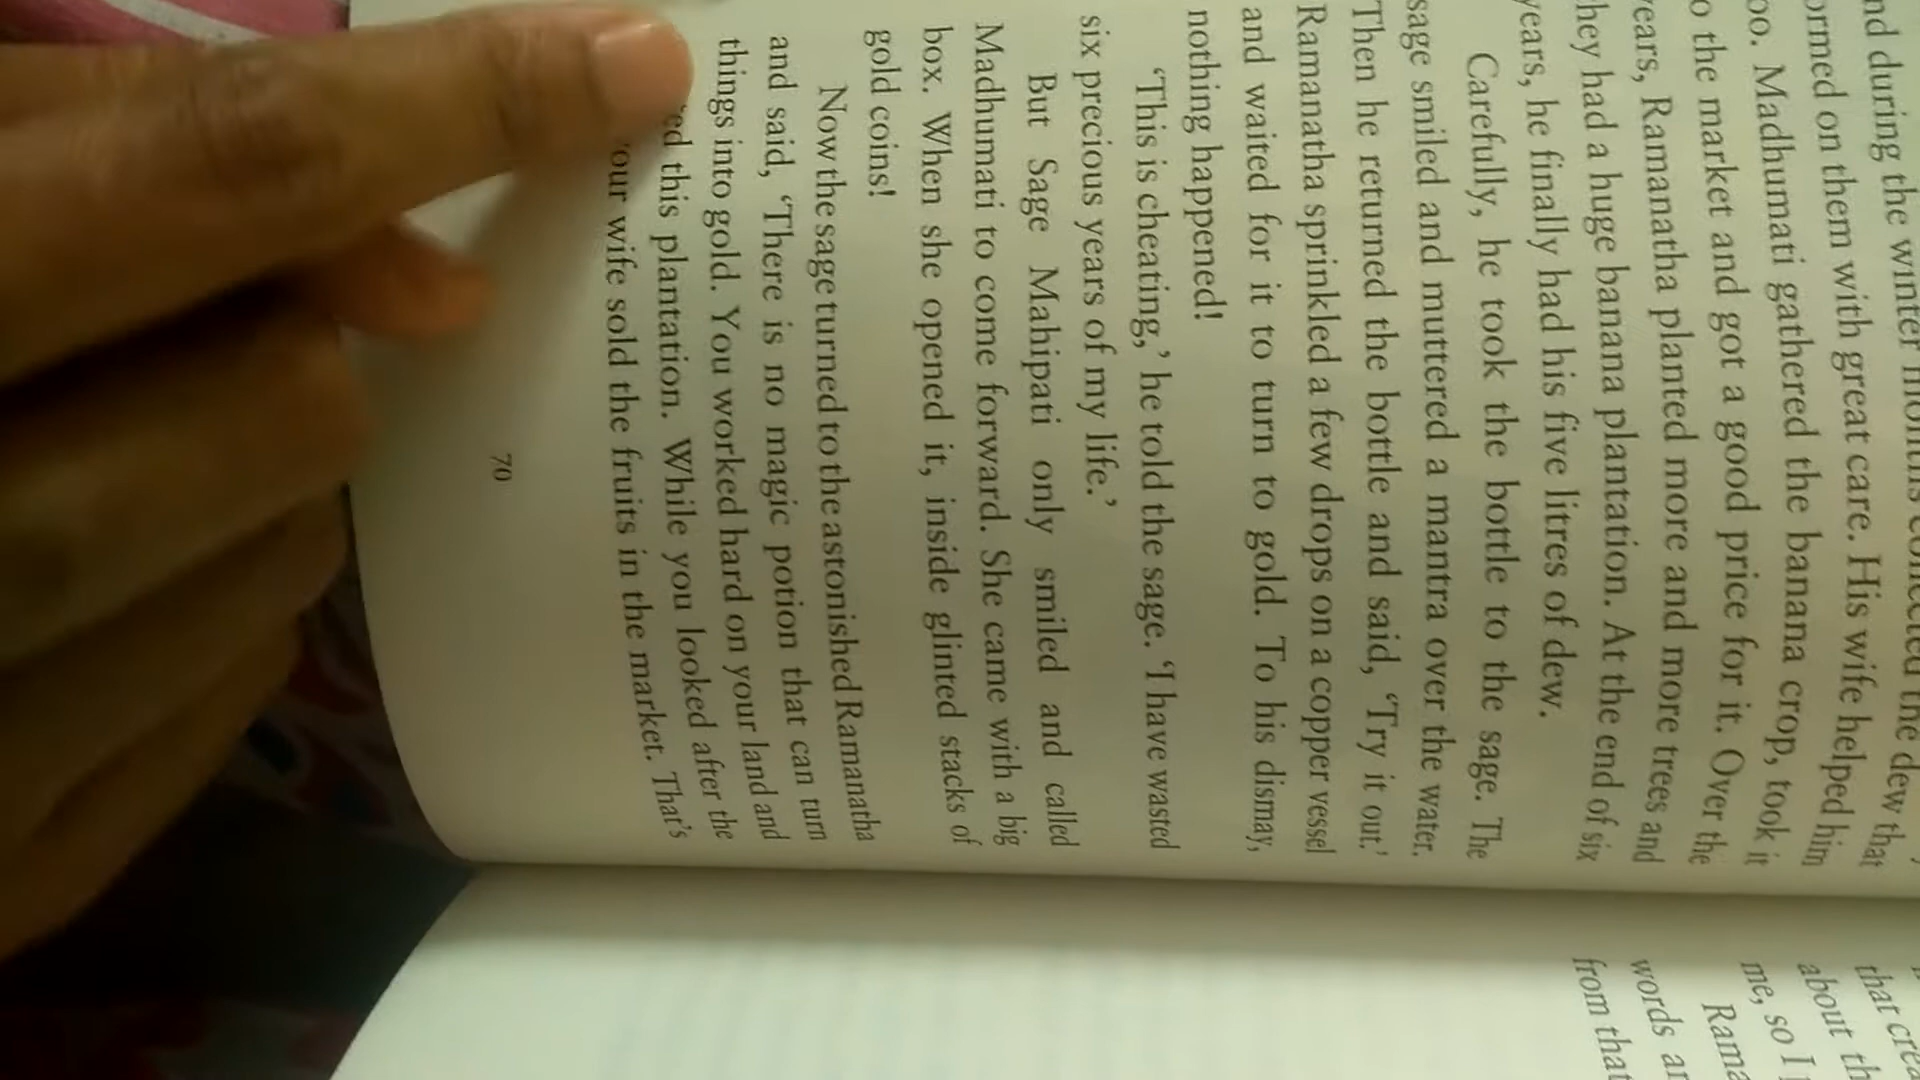 nd during the winter months collected the dew that
ormed on them with great care. His wife helped him
oo. Madhumati gathered the banana crop, took it
o the market and got a good price for it. Over the
ears, Ramanatha planted more and more trees and
hey had a huge banana plantation. At the end of six
years, he finally had his five litres of dew.
Carefully, he took the bottle to the sage. The
sage smiled and muttered a mantra over the water.
Then he returned the bottle and said, ‘Try it out.’
Ramanatha sprinkled a few drops on a copper vessel
and waited for it to turn to gold. To his dismay,
nothing happened!
‘This is cheating,’ he told the sage. ‘I have wasted
six precious years of my life.’
But Sage Mahipati only smiled and called
Madhumati to come forward. She came with a big
box. When she opened it, inside glinted stacks of
gold coins!
Now the sage turned to the astonished Ramanatha
and said, ‘There is no magic potion that can turn
things into gold. You worked hard on your land and
ed this plantation. While you looked after the
our wife sold the fruits in the market. That’s
70
that crea
about th
me, so I
Rama
words ar
from that